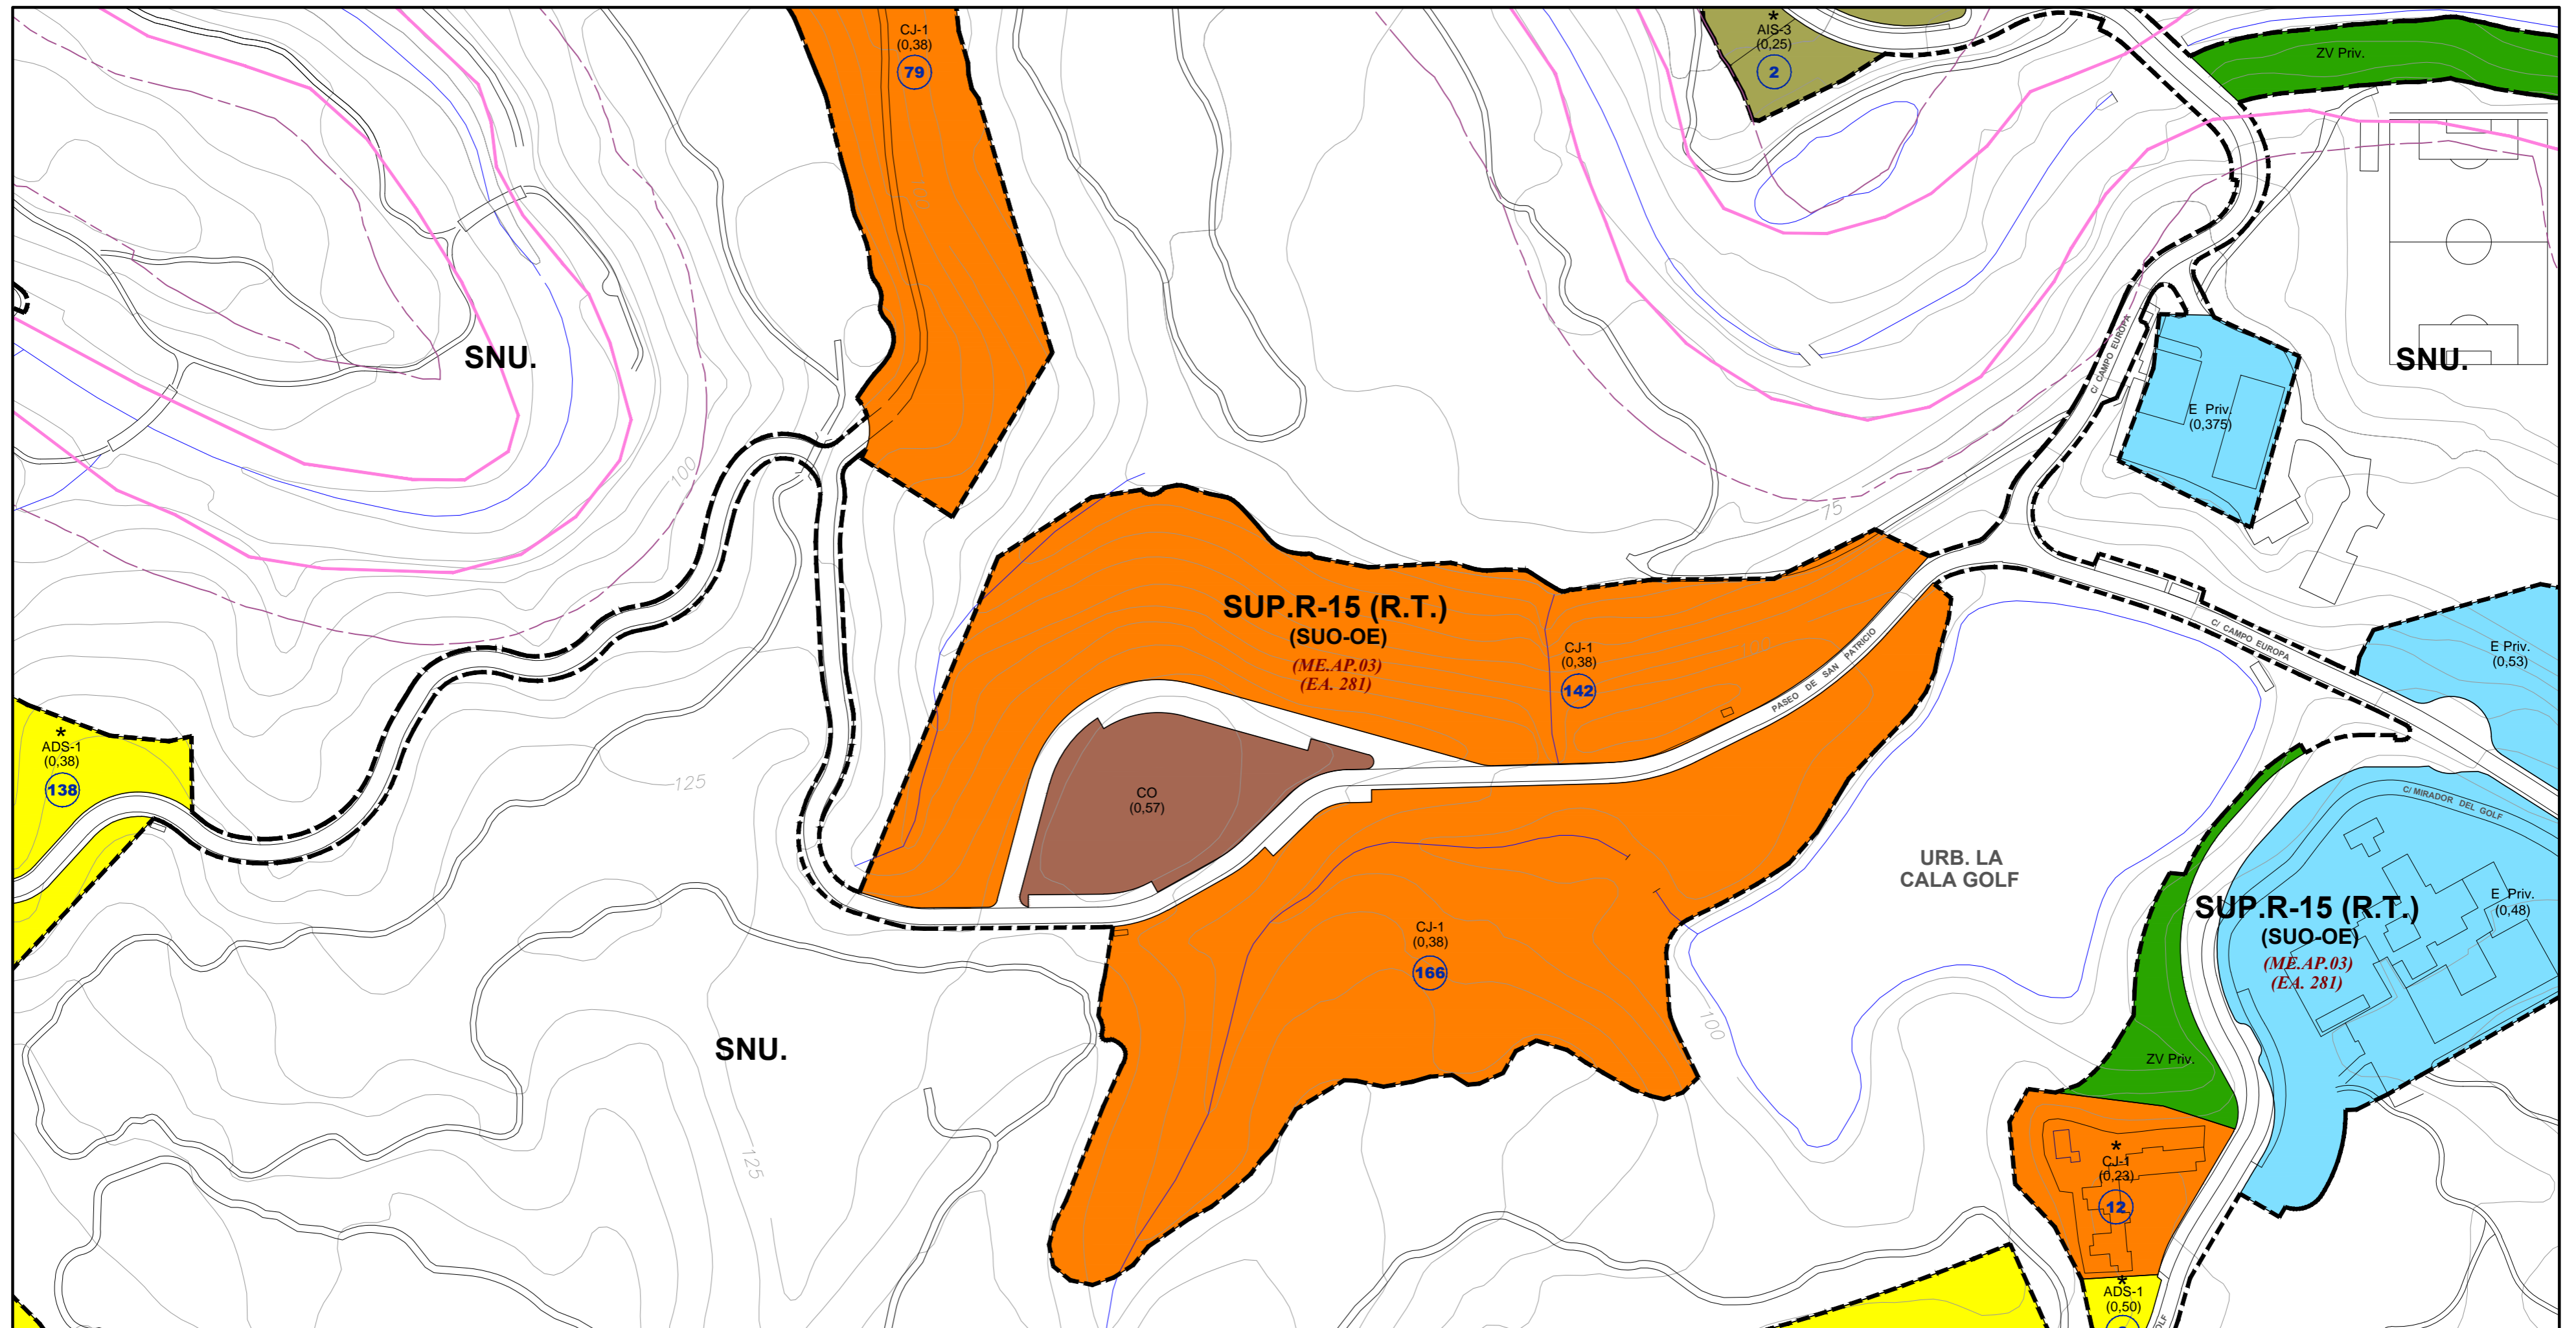 CJ-1
(0,38)
79
*
AIS-3
(0,25)
2
ZV Priv.
100
SNU.
C/ CAMPO EUROPA
SNU.
E Priv.
(0,375)
100
75
SUP.R-15 (R.T.)
(SUO-OE)
(ME.AP.03)
(EA. 281)
CJ-1
(0,38)
142
100
PASEO DE SAN PATRICIO
C/ CAMPO EUROPA
E Priv.
(0,53)
*
ADS-1
(0,38)
138
125
CO
(0,57)
C/ MIRADOR DEL GOLF
URB. LA
CALA GOLF
E Priv.
(0,48)
SUP.R-15 (R.T.)
(SUO-OE)
(ME.AP.03)
(EA. 281)
CJ-1
(0,38)
166
100
SNU.
ZV Priv.
125
*
CJ-1
(0,23)
12
*
ADS-1
(0,50)